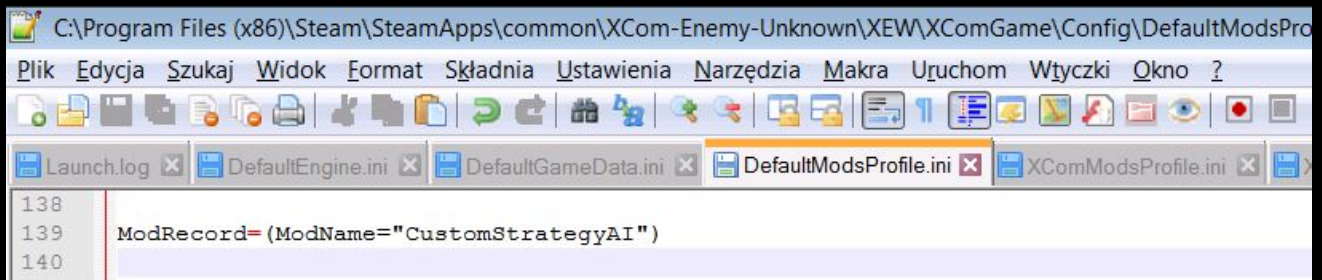 C:\Program Files (x86)\Steam\SteamApps\common\XCom-Enemy-Unknown\XEW\XComGame\Config\DefaultModsPro
Plik Edycja Szukaj Widok Format Składnia Ustawienia Narzędzia Makra Uruchom Wtyczki Okno ?
Launch.log DefaultEngine.ini DefaultGameData.ini DefaultModsProfile.ini XComModsProfile.ini X
138
139 ModRecord=(ModName="CustomStrategyAI")
140